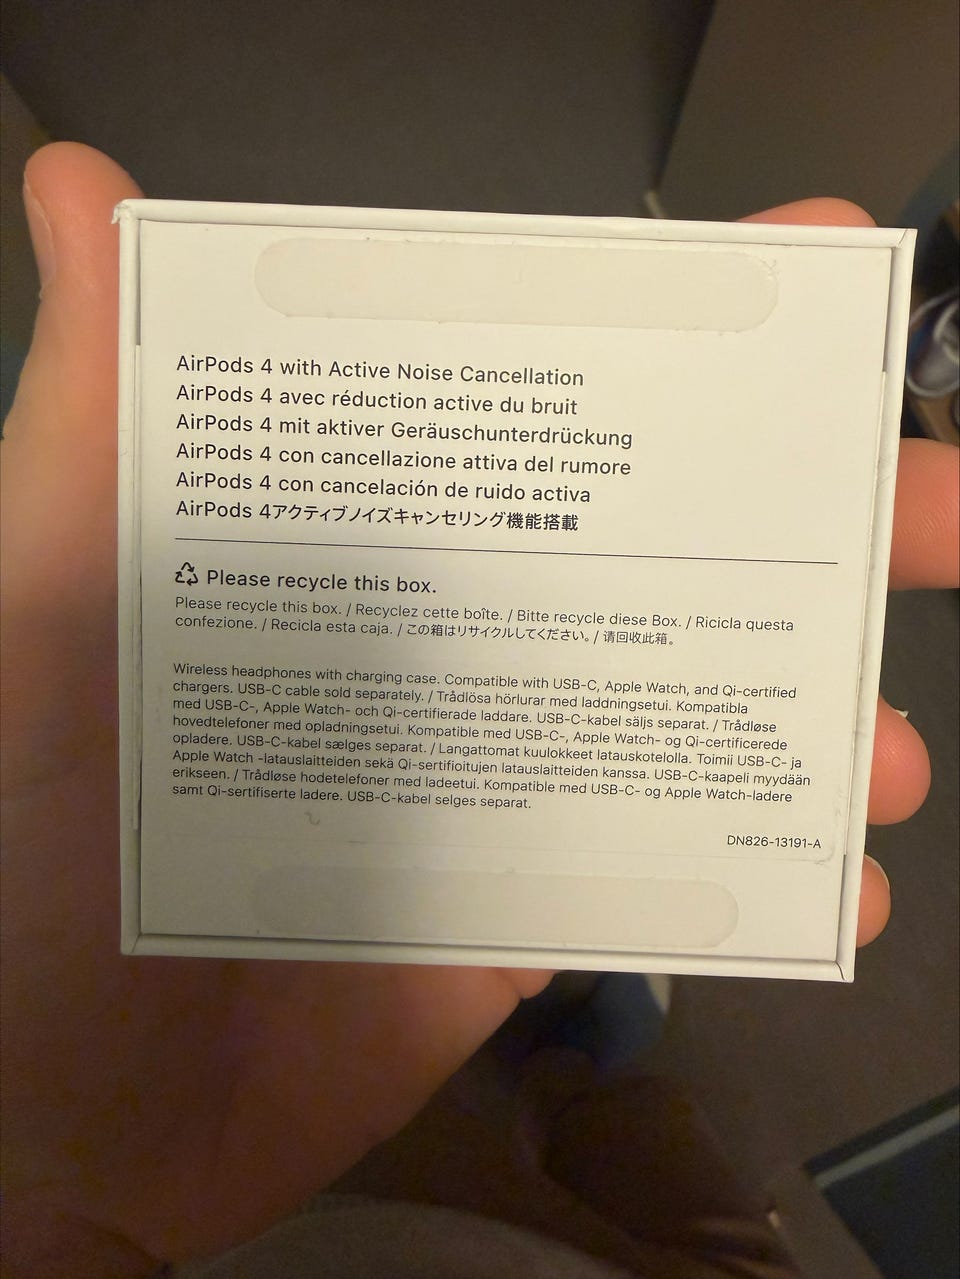 AirPods 4 with Active Noise Cancellation
AirPods 4 avec réduction active du bruit
AirPods 4 mit aktiver Geräuschunterdrückung
AirPods 4 con cancellazione attiva del rumore
AirPods 4 con cancelación de ruido activa
AirPods 4アクティブノイズキャンセリング機能搭載
Please recycle this box.
Please recycle this box. / Recyclez cette boîte. / Bitte recycle diese Box. / Ricicla questa
confezione. / Recicla esta caja. / この箱はリサイクルしてください。/ 请回收此箱。
Wireless headphones with charging case. Compatible with USB-C, Apple Watch, and Qi-certified
chargers. USB-C cable sold separately. / Trådlösa hörlurar med laddningsetui. Kompatibla
med USB-C-, Apple Watch- och Qi-certifierade laddare. USB-C-kabel säljs separat. / Trådløse
hovedtelefoner med opladningsetui. Kompatible med USB-C-, Apple Watch- og Qi-certificerede
opladere. USB-C-kabel sælges separat. / Langattomat kuulokkeet latauskotelolla. Toimii USB-C- ja
Apple Watch -latauslaitteiden sekä Qi-sertifioitujen latauslaitteiden kanssa. USB-C-kaapeli myydään
erikseen. / Trådløse hodetelefoner med ladeetui. Kompatible med USB-C- og Apple Watch-ladere
samt Qi-sertifiserte ladere. USB-C-kabel selges separat.
DN826-13191-A